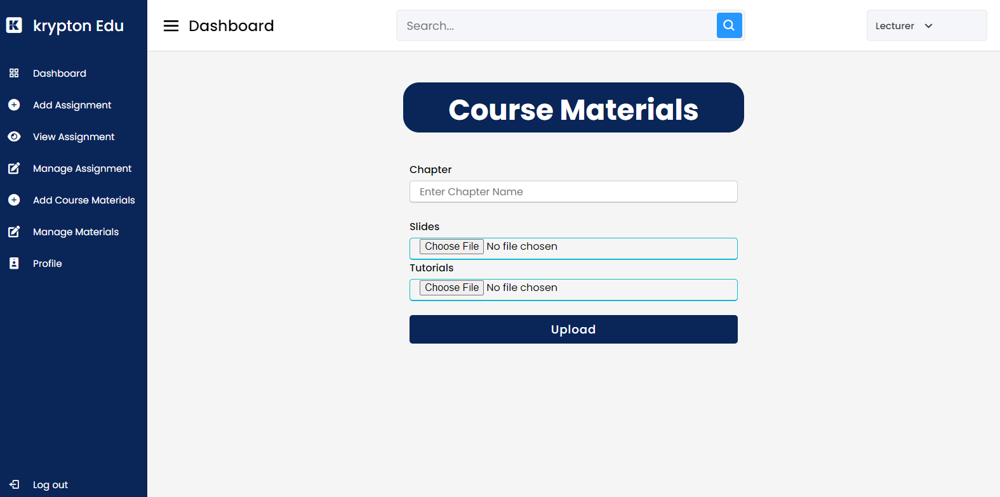 krypton Edu
Dashboard
Add Assignment
View Assignment
Manage Assignment
Add Course Materials
Manage Materials
Profile
Log out
Dashboard
Search...
Lecturer
Course Materials
Chapter
Enter Chapter Name
Slides
Choose File No file chosen
Tutorials
Choose File No file chosen
Upload